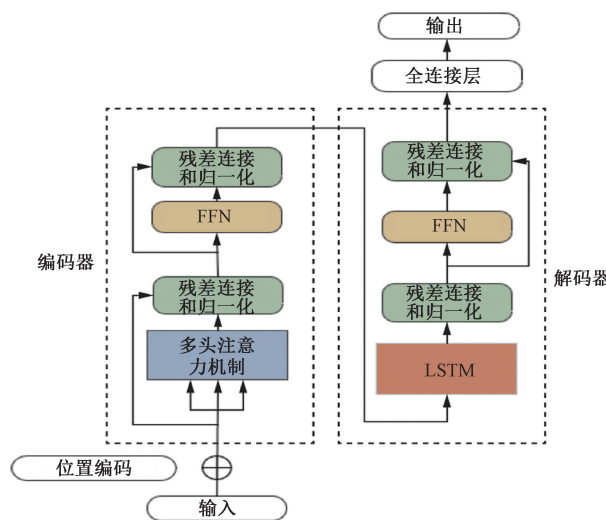 输出
全连接层
残差连接
和归一化
FFN
编码器
残差连接
和归一化
多头注意
力机制
位置编码
输入
残差连接
和归一化
FFN
解码器
残差连接
和归一化
LSTM